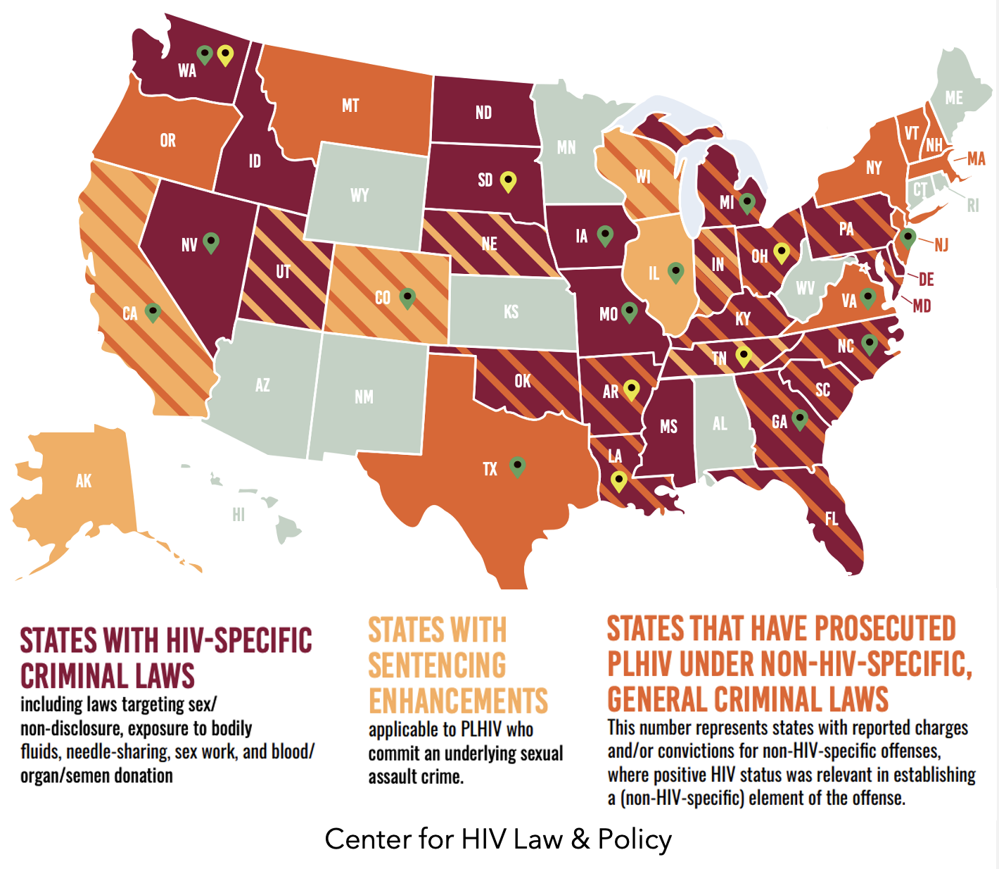 WA
MT
ND
ME
OR
ID
MN
VT
NH
MA
NY
WI
SD
WY
CT
RI
MI
NV
IA
NE
PA
NJ
UT
IN
OH
IL
DE
CO
WV
VA
MD
CA
KS
MO
KY
NC
TN
AZ
NM
OK
AR
SC
MS
AL
GA
LA
TX
AK
HI
FL
STATES WITH HIV-SPECIFIC
CRIMINAL LAWS
including laws targeting sex/
non-disclosure, exposure to bodily
fluids, needle-sharing, sex work, and blood/
organ/semen donation
STATES WITH
SENTENCING
ENHANCEMENTS
applicable to PLHIV who
commit an underlying sexual
assault crime.
STATES THAT HAVE PROSECUTED
PLHIV UNDER NON-HIV-SPECIFIC,
GENERAL CRIMINAL LAWS
This number represents states with reported charges
and/or convictions for non-HIV-specific offenses,
where positive HIV status was relevant in establishing
a (non-HIV-specific) element of the offense.
Center for HIV Law & Policy